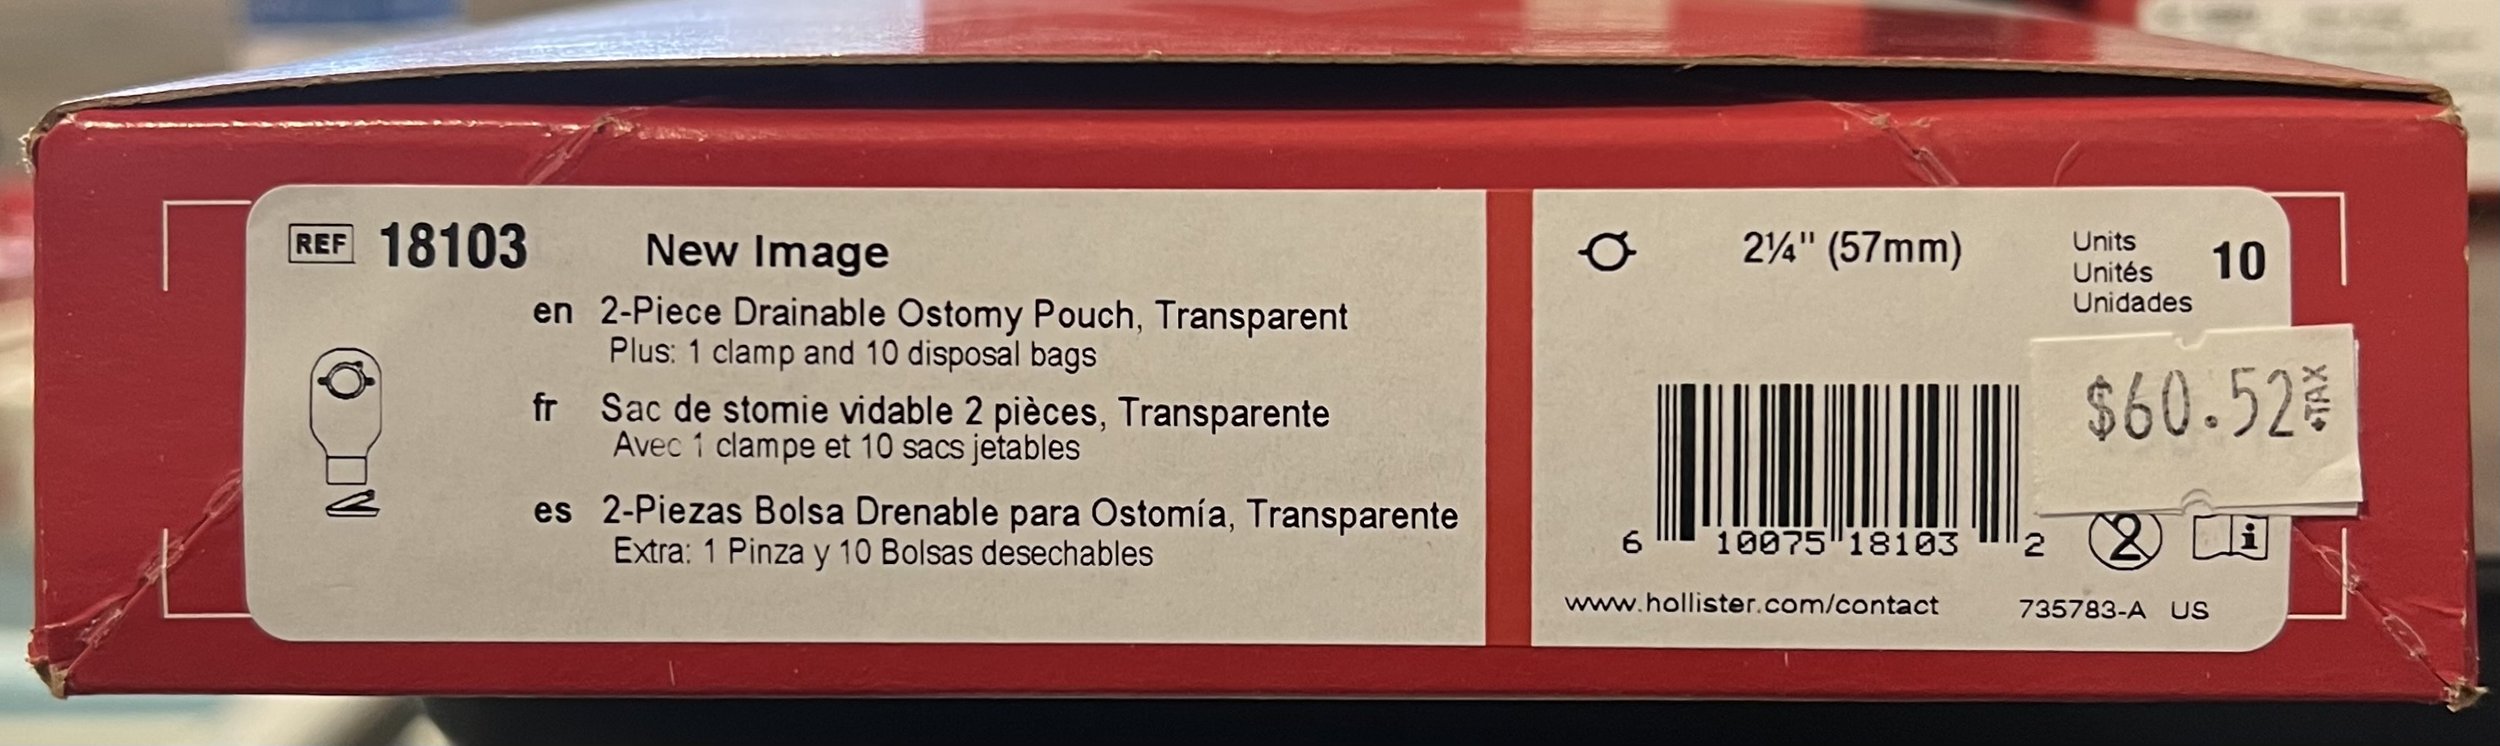 REF 18103 New Image
en 2-Piece Drainable Ostomy Pouch, Transparent
Plus: 1 clamp and 10 disposal bags
fr Sac de stomie vidable 2 pièces, Transparente
Avec 1 clampe et 10 sacs jetables
es 2-Piezas Bolsa Drenable para Ostomía, Transparente
Extra: 1 Pinza y 10 Bolsas desechables
2¼" (57mm)
Units
Unités
Unidades
10
$60.52 +TAX
6 10075 18103 2
2
i
www.hollister.com/contact
735783-A US